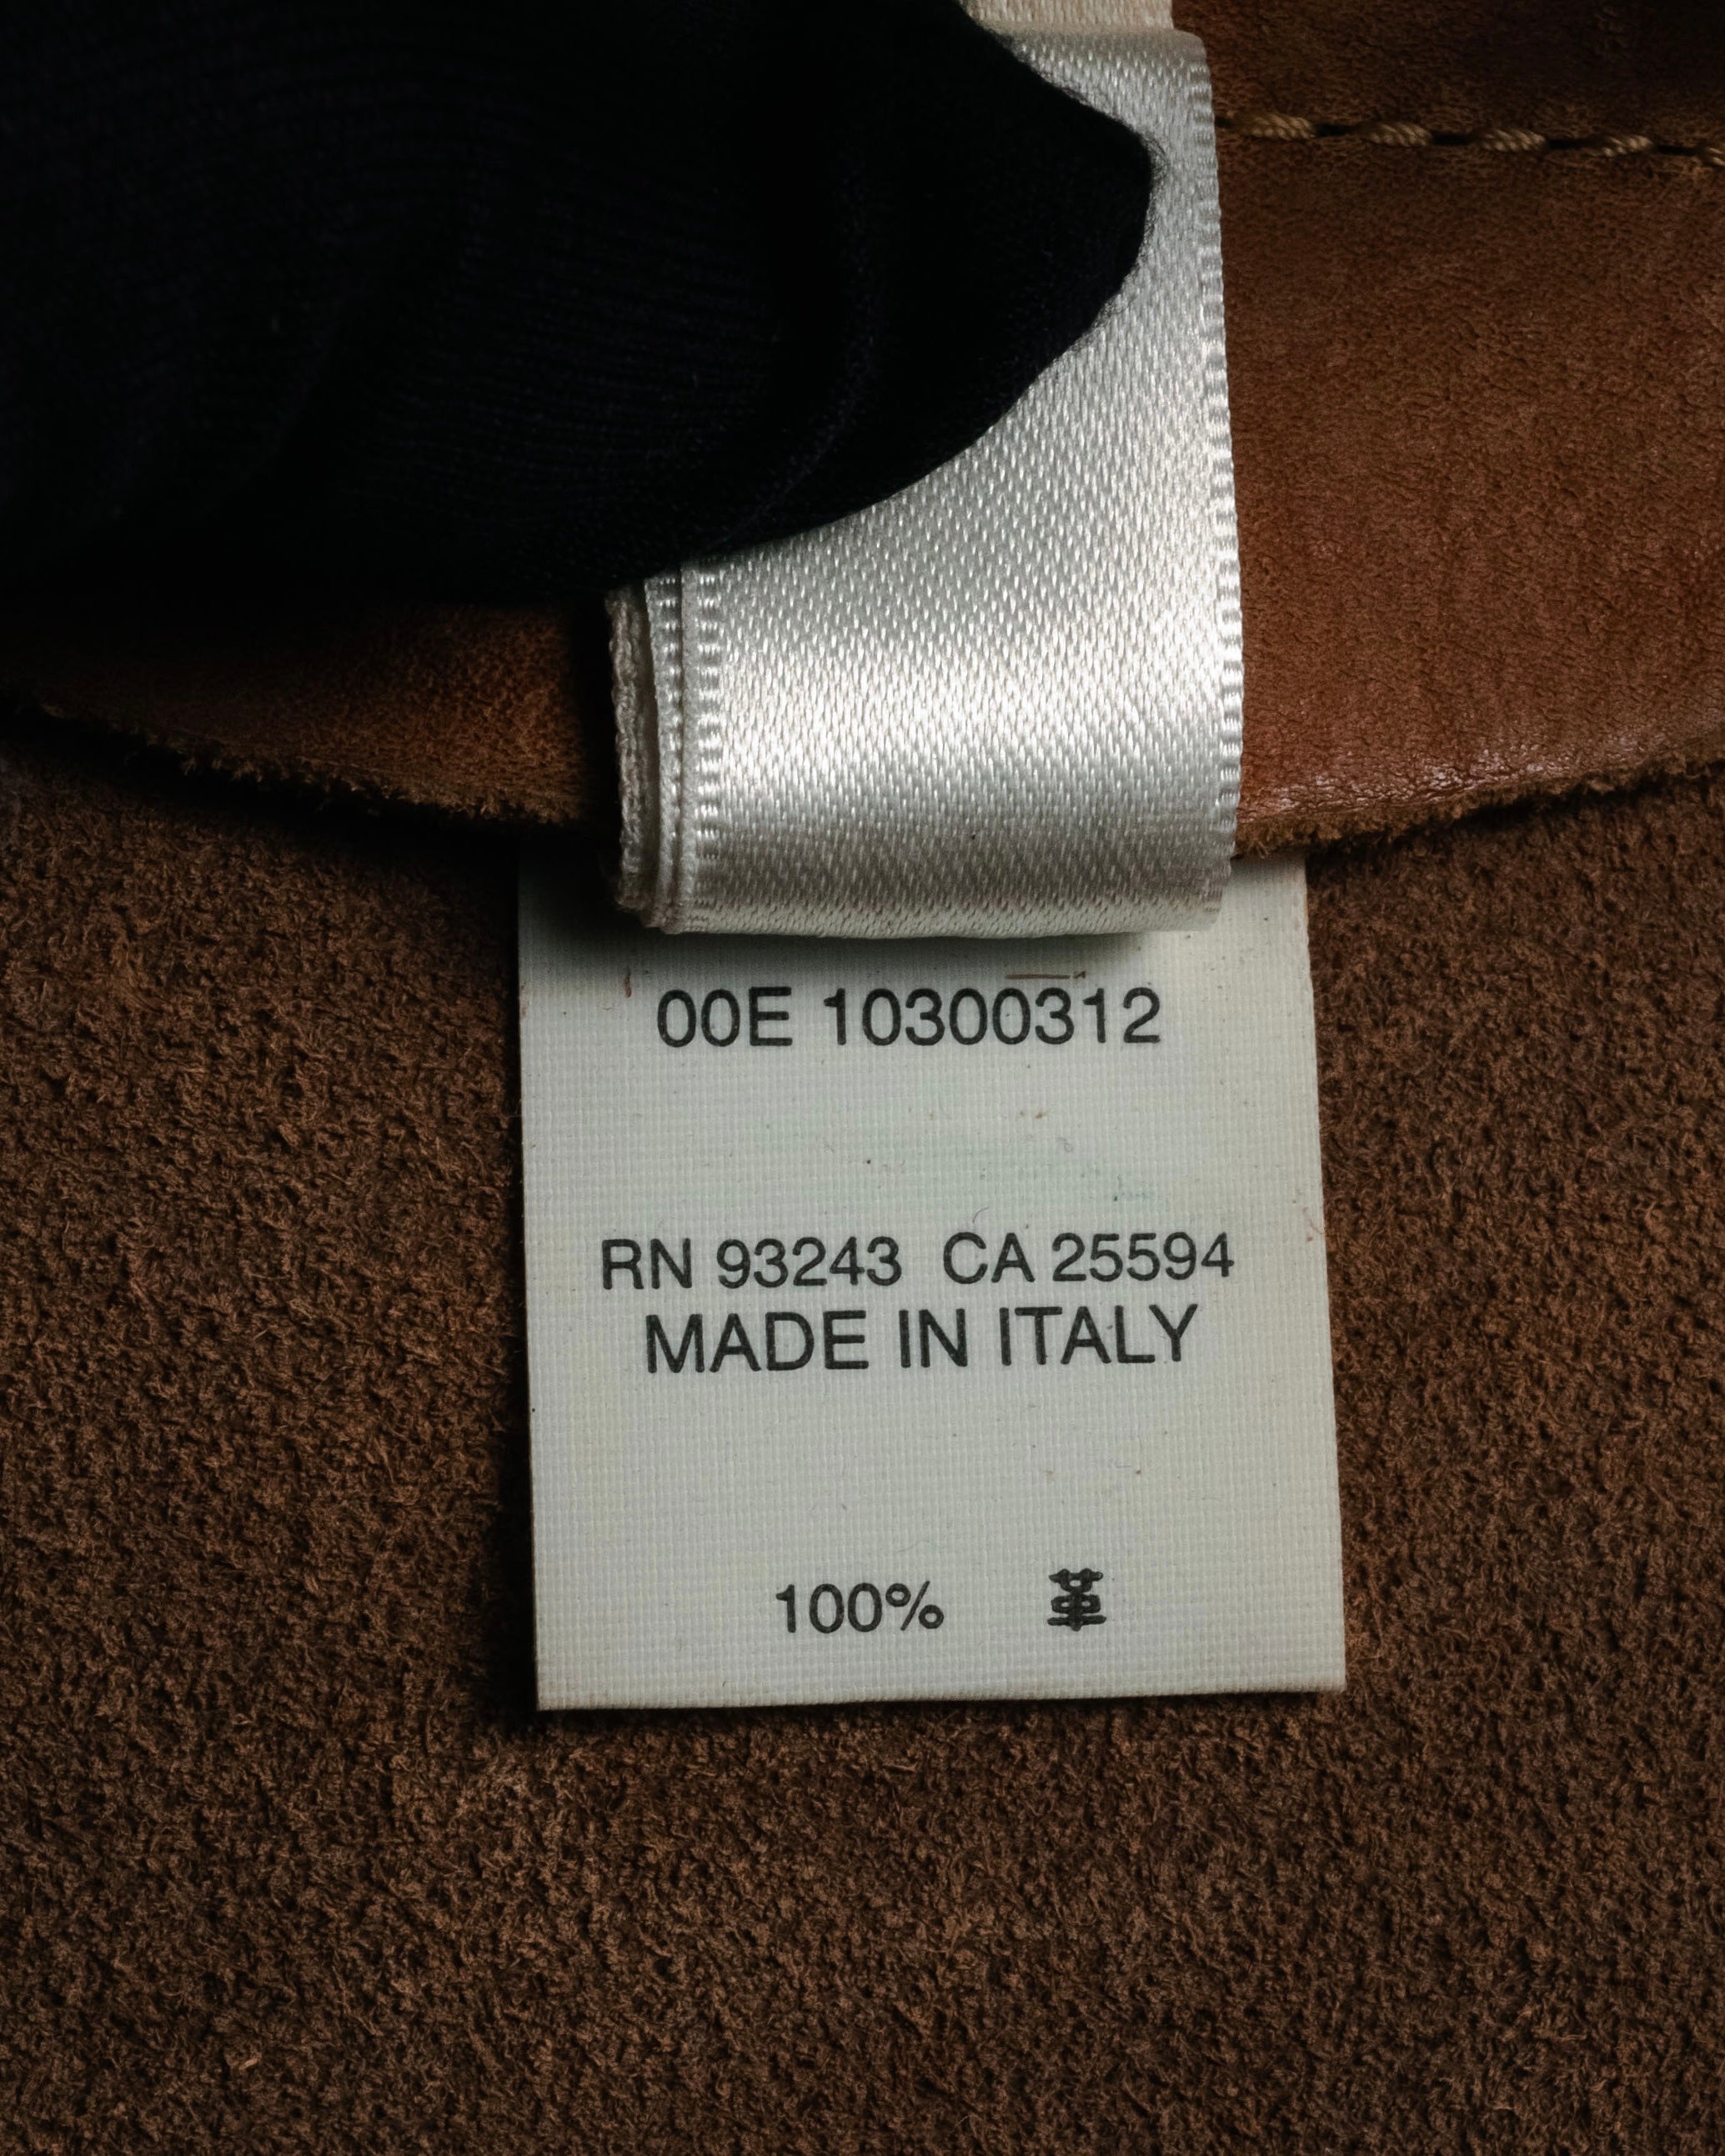 00E 10300312
RN 93243 CA 25594
MADE IN ITALY
100% 革